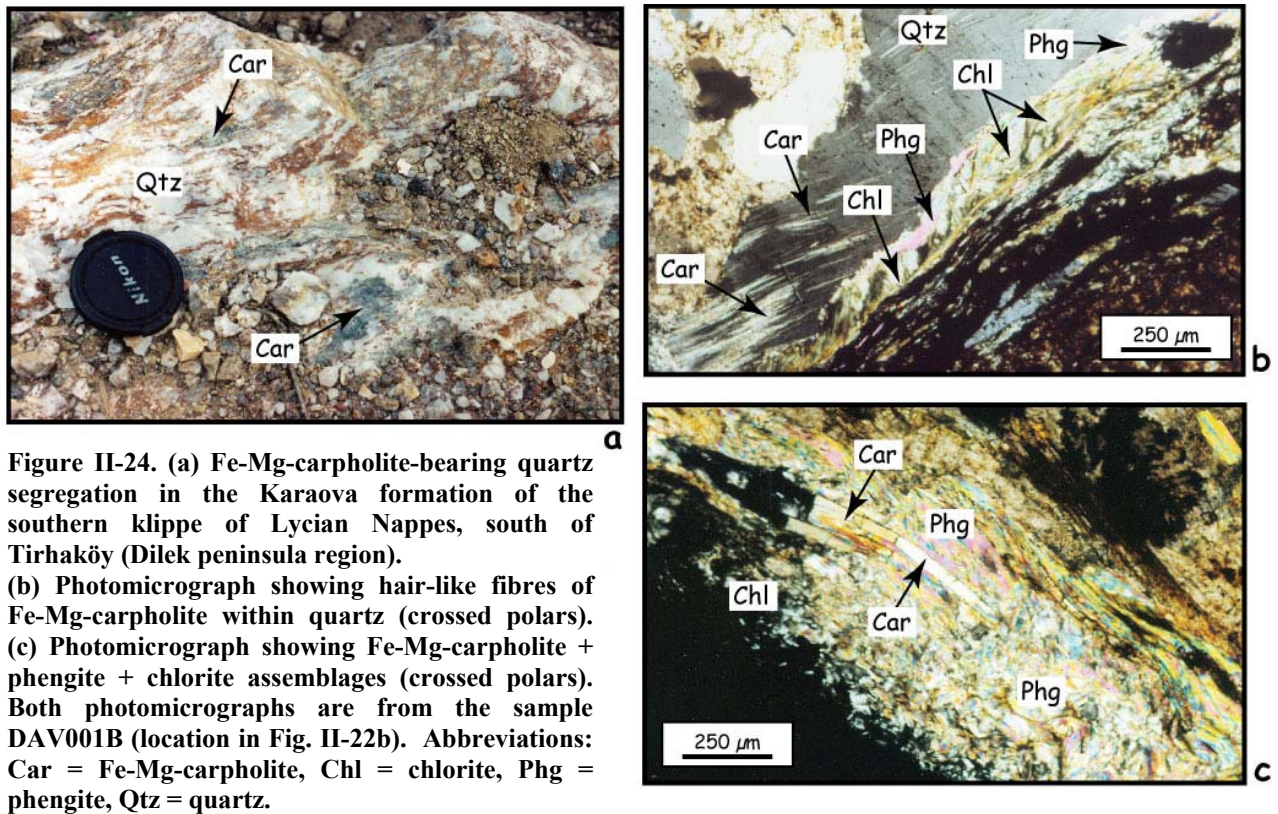 Car
Qtz
Nikon
Car
a
Qtz
Phg
Chl
Car
Phg
Chl
Car
250 µm
b
Car
Phg
Chl
Car
Phg
250 µm
c
Figure II-24. (a) Fe-Mg-carpholite-bearing quartz
segregation in the Karaova formation of the
southern klippe of Lycian Nappes, south of
Tirhaköy (Dilek peninsula region).
(b) Photomicrograph showing hair-like fibres of
Fe-Mg-carpholite within quartz (crossed polars).
(c) Photomicrograph showing Fe-Mg-carpholite +
phengite + chlorite assemblages (crossed polars).
Both photomicrographs are from the sample
DAV001B (location in Fig. II-22b). Abbreviations:
Car = Fe-Mg-carpholite, Chl = chlorite, Phg =
phengite, Qtz = quartz.